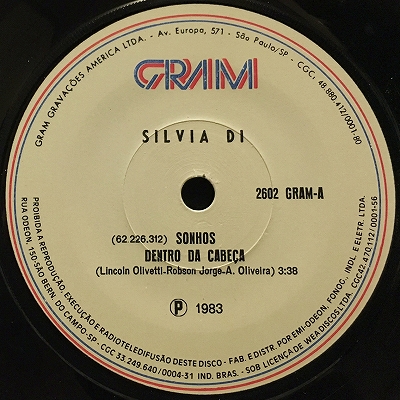 GRAM GRAVAÇÕES AMERICA LTDA. - Av. Europa, 571 - São Paulo/SP - CGC. 48.880.412/0001-80
GRAM
SILVIA DI
2602 GRAM-A
(62.226.312) SONHOS
DENTRO DA CABEÇA
(Lincoln Olivetti-Robson Jorge-A. Oliveira) 3:38
P 1983
PROIBIDA A REPRODUÇÃO, EXECUÇÃO E RADIOTELEDIFUSÃO DESTE DISCO - FAB. E DISTR. POR EMI-ODEON, FONOG., INDL E ELETR. LTDA.
RUA ODEON, 150-SÃO BERN. DO CAMPO-SP - CGC 33.249.640/0004-31 IND. BRAS. - SOB LICENÇA DE WEA DISCOS LTDA. CGC 42.470.112/0001-56